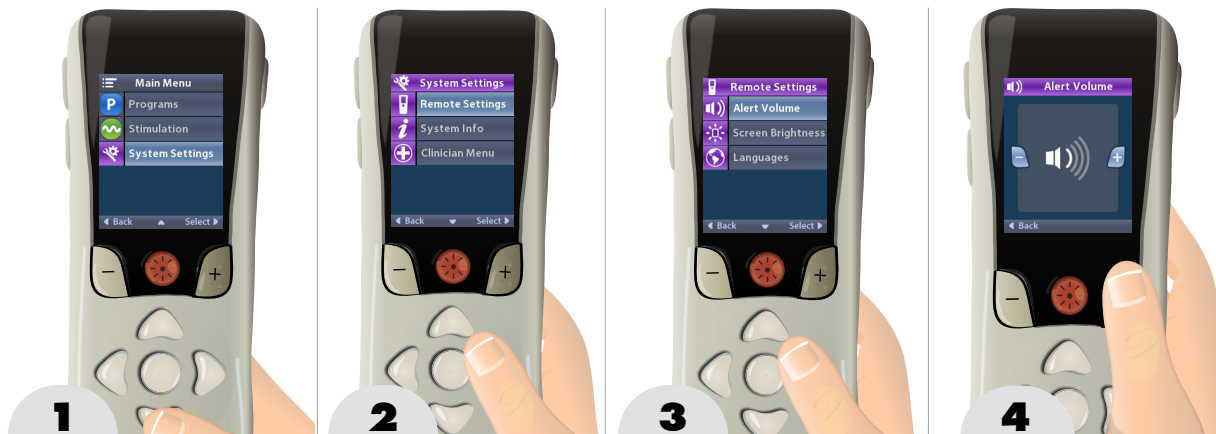 Main Menu
P Programs
Stimulation
System Settings
Back Select
- +
1
System Settings
Remote Settings
i System Info
Clinician Menu
Back Select
- +
2
Remote Settings
Alert Volume
Screen Brightness
Languages
Back Select
- +
3
Alert Volume
- +
Back
-
4